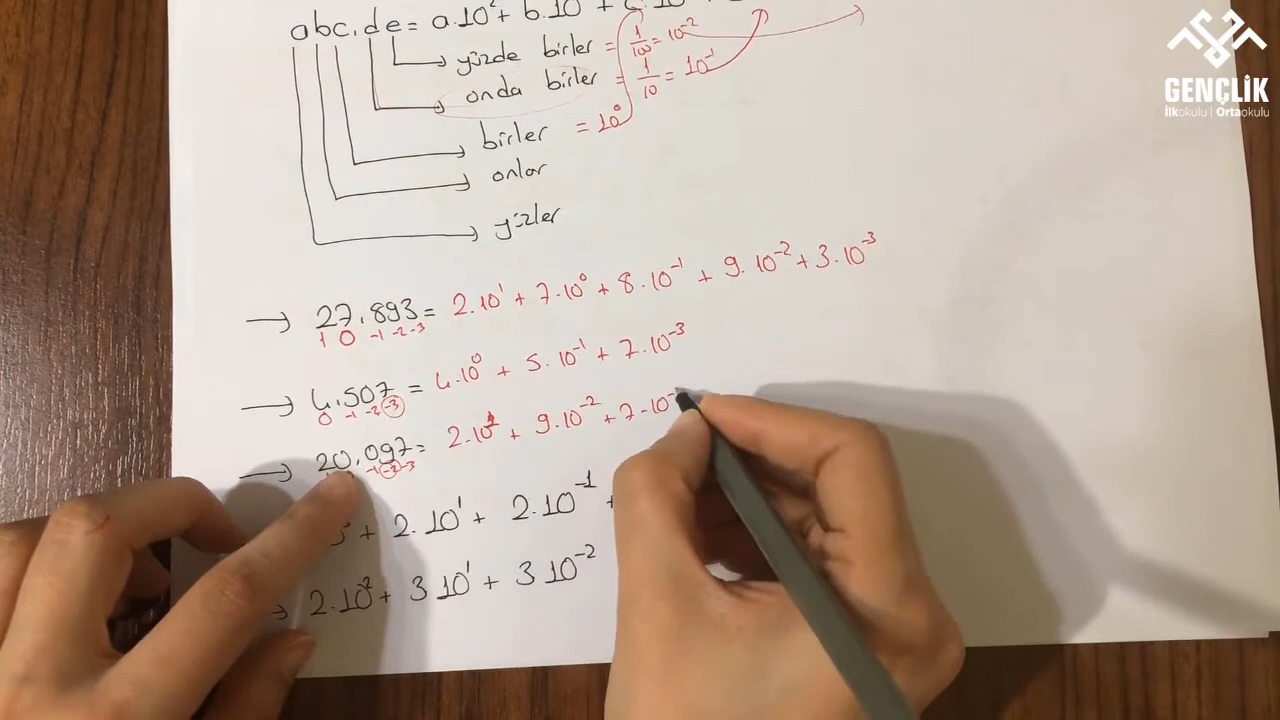 abc,de = a.10² + b.10 +
yüzde birler = 1/100 = 10⁻²
onda birler = 1/10 = 10⁻¹
birler = 10⁰
onlar
yüzler
→ 27,893 = 2.10¹ + 7.10⁰ + 8.10⁻¹ + 9.10⁻² + 3.10⁻³
1 0 -1 -2 -3
→ 4,507 = 4.10⁰ + 5.10⁻¹ + 7.10⁻³
0 -1 -2 -3
→ 20,097 = 2.10¹ + 9.10⁻² + 7.10⁻
-1 -2 -3
+ 2.10¹ + 2.10⁻¹ +
→ 2.10² + 3 10¹ + 3 10⁻²
GENÇLİK
İlkokulu | Ortaokulu